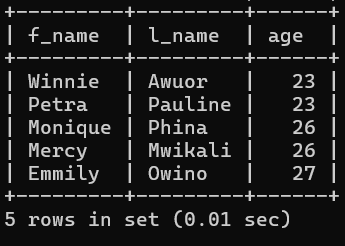 +---------+---------+------+
| f_name  | l_name  | age  |
+---------+---------+------+
| Winnie  | Awuor   |   23 |
| Petra   | Pauline |   23 |
| Monique | Phina   |   26 |
| Mercy   | Mwikali |   26 |
| Emmily  | Owino   |   27 |
+---------+---------+------+
5 rows in set (0.01 sec)